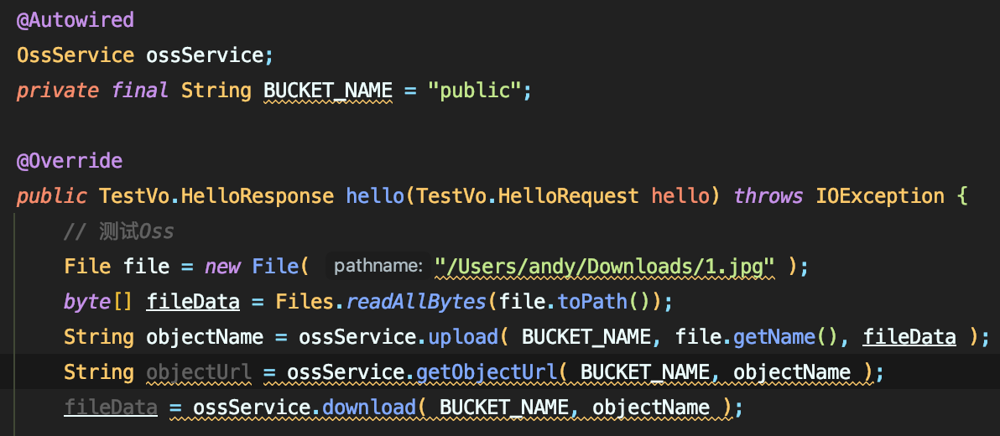 @Autowired
OssService ossService;
private final String BUCKET_NAME = "public";
@Override
public TestVo.HelloResponse hello(TestVo.HelloRequest hello) throws IOException {
// 测试Oss
File file = new File( pathname: "/Users/andy/Downloads/1.jpg" );
byte[] fileData = Files.readAllBytes(file.toPath());
String objectName = ossService.upload( BUCKET_NAME, file.getName(), fileData );
String objectUrl = ossService.getObjectUrl( BUCKET_NAME, objectName );
fileData = ossService.download( BUCKET_NAME, objectName );